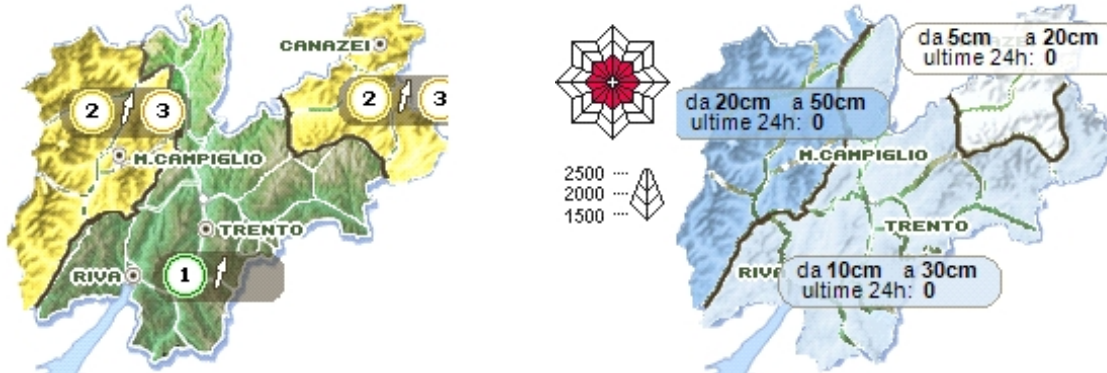 CANAZEI
2 3
2 3
M.CAMPIGLIO
TRENTO
RIVA
1
da 5cm a 20cm
ultime 24h: 0
da 20cm a 50cm
ultime 24h: 0
M.CAMPIGLIO
2500
2000
1500
TRENTO
RIVA
da 10cm a 30cm
ultime 24h: 0